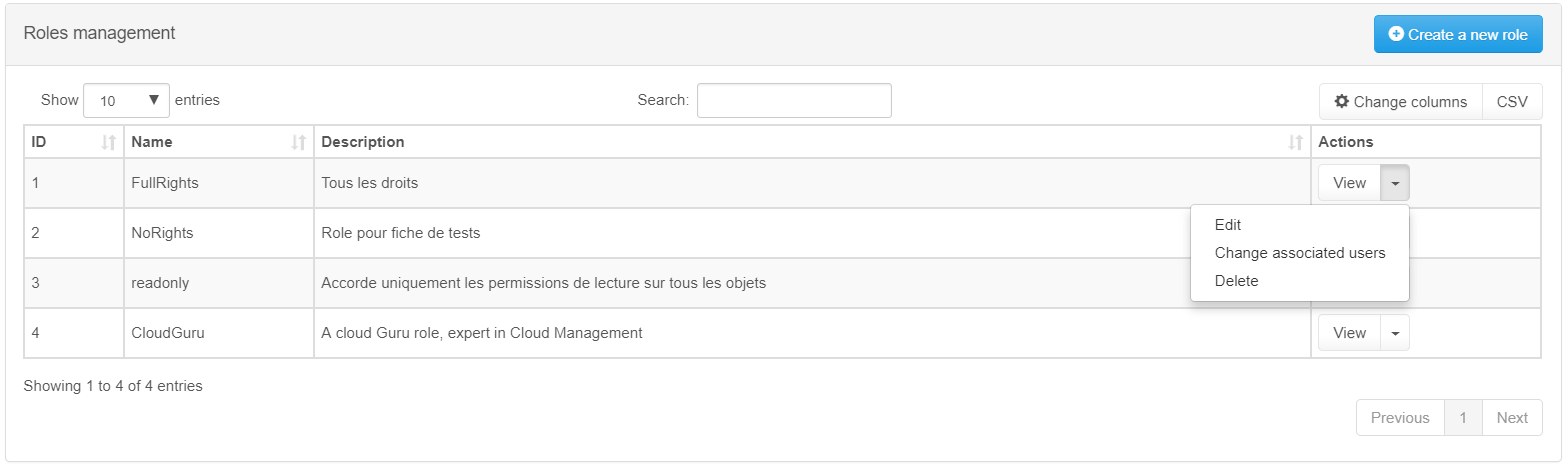 Roles management
Create a new role
Show 10 entries
Search:
Change columns CSV
ID Name Description Actions
1 FullRights Tous les droits View
2 NoRights Role pour fiche de tests
Edit
Change associated users
Delete
3 readonly Accorde uniquement les permissions de lecture sur tous les objets
4 CloudGuru A cloud Guru role, expert in Cloud Management View
Showing 1 to 4 of 4 entries
Previous 1 Next